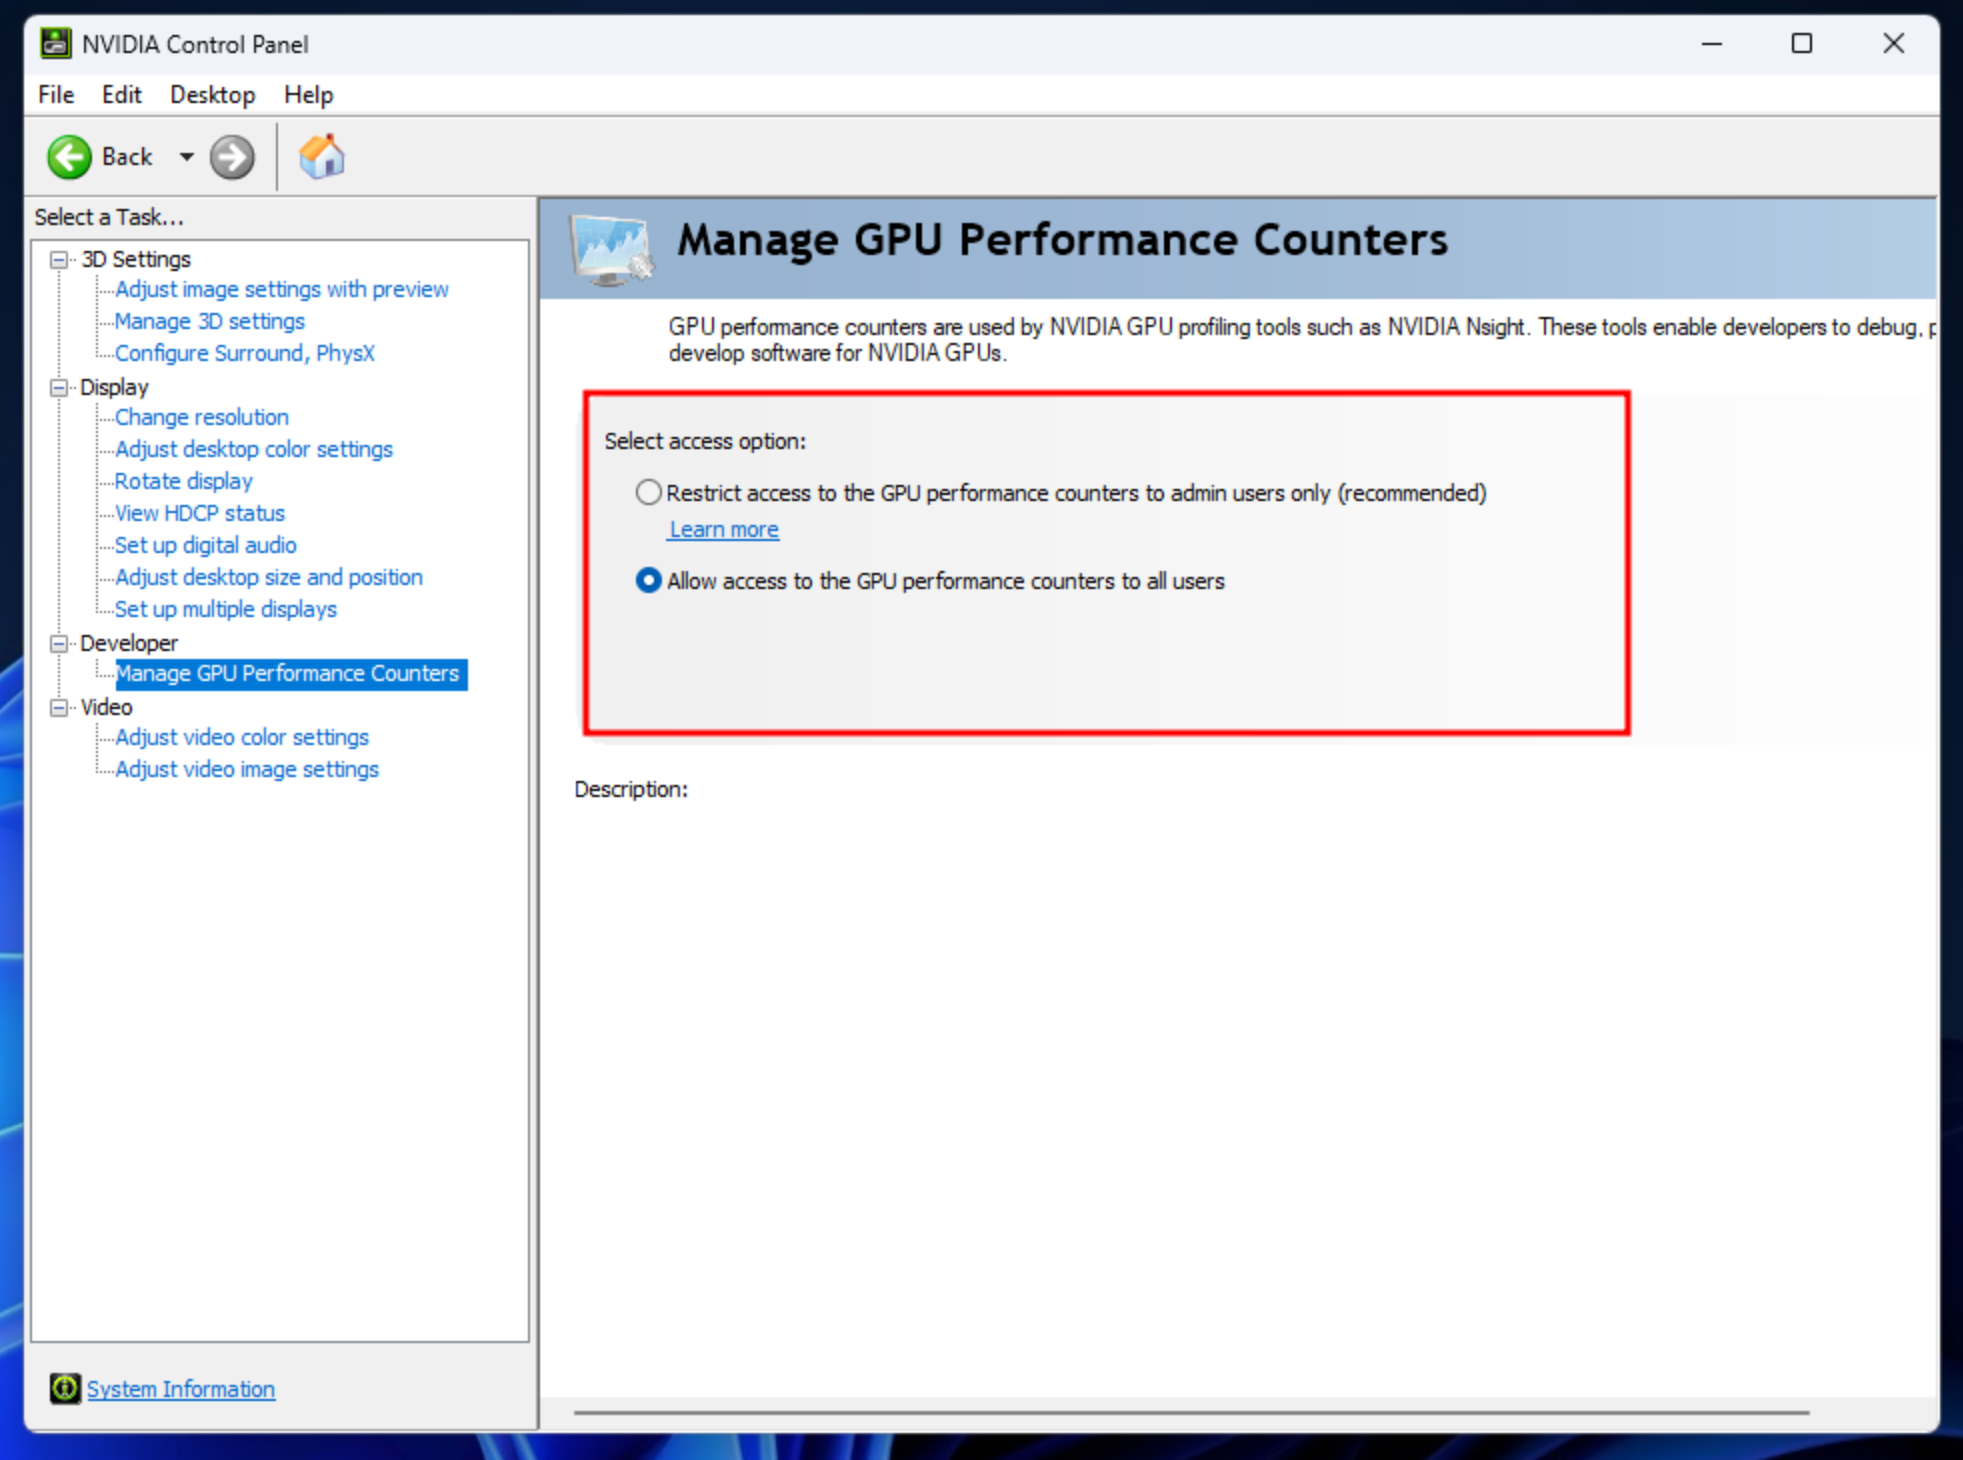 NVIDIA Control Panel
File Edit Desktop Help
Back
Select a Task...
3D Settings
Adjust image settings with preview
Manage 3D settings
Configure Surround, PhysX
Display
Change resolution
Adjust desktop color settings
Rotate display
View HDCP status
Set up digital audio
Adjust desktop size and position
Set up multiple displays
Developer
Manage GPU Performance Counters
Video
Adjust video color settings
Adjust video image settings
System Information
Manage GPU Performance Counters
GPU performance counters are used by NVIDIA GPU profiling tools such as NVIDIA Nsight. These tools enable developers to debug,
develop software for NVIDIA GPUs.
Select access option:
Restrict access to the GPU performance counters to admin users only (recommended)
Learn more
Allow access to the GPU performance counters to all users
Description: